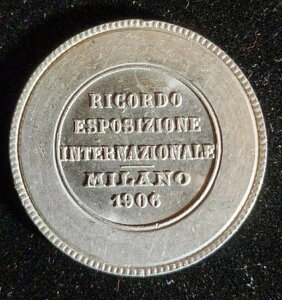 RICORDO
ESPOSIZIONE
INTERNAZIONALE
MILANO
1906